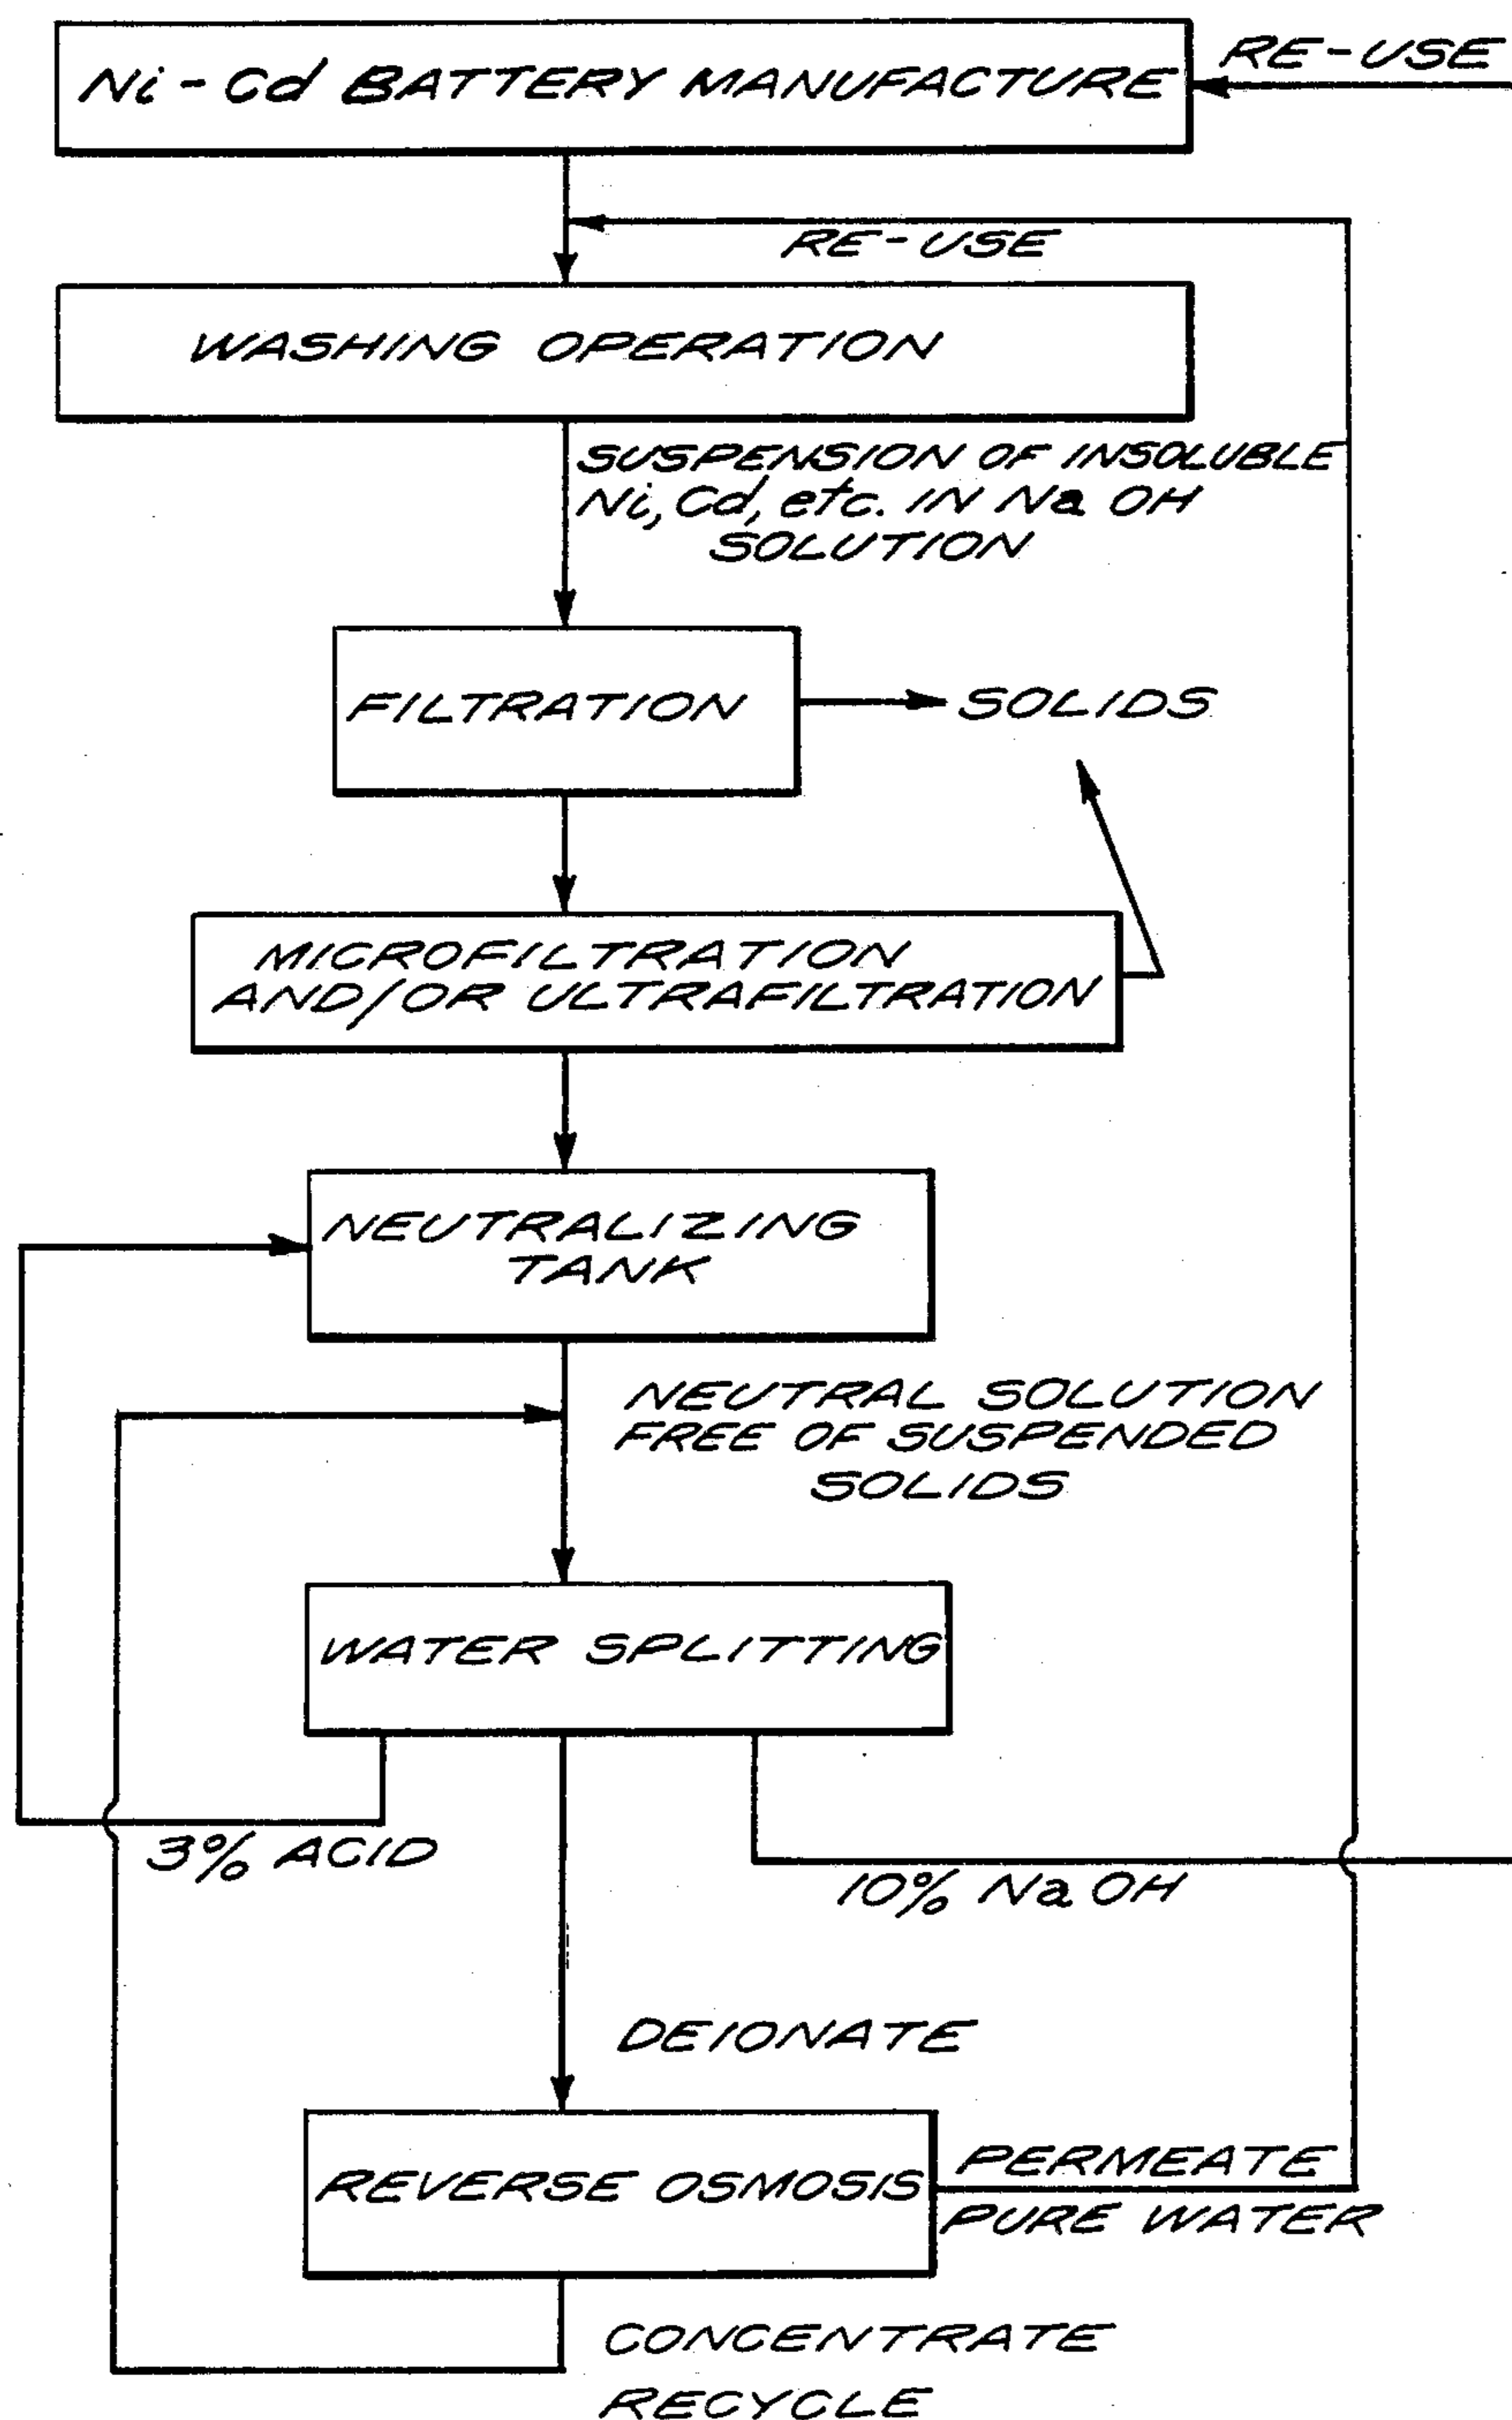 Ni-Cd BATTERY MANUFACTURE
RE-USE
RE-USE
WASHING OPERATION
SUSPENSION OF INSOLUBLE
Ni, Cd, etc. IN Na OH
SOLUTION
FILTRATION
SOLIDS
MICROFILTRATION
AND/OR ULTRAFILTRATION
NEUTRALIZING
TANK
NEUTRAL SOLUTION
FREE OF SUSPENDED
SOLIDS
WATER SPLITTING
3% ACID
10% Na OH
DEIONATE
REVERSE OSMOSIS
PERMEATE
PURE WATER
CONCENTRATE
RECYCLE